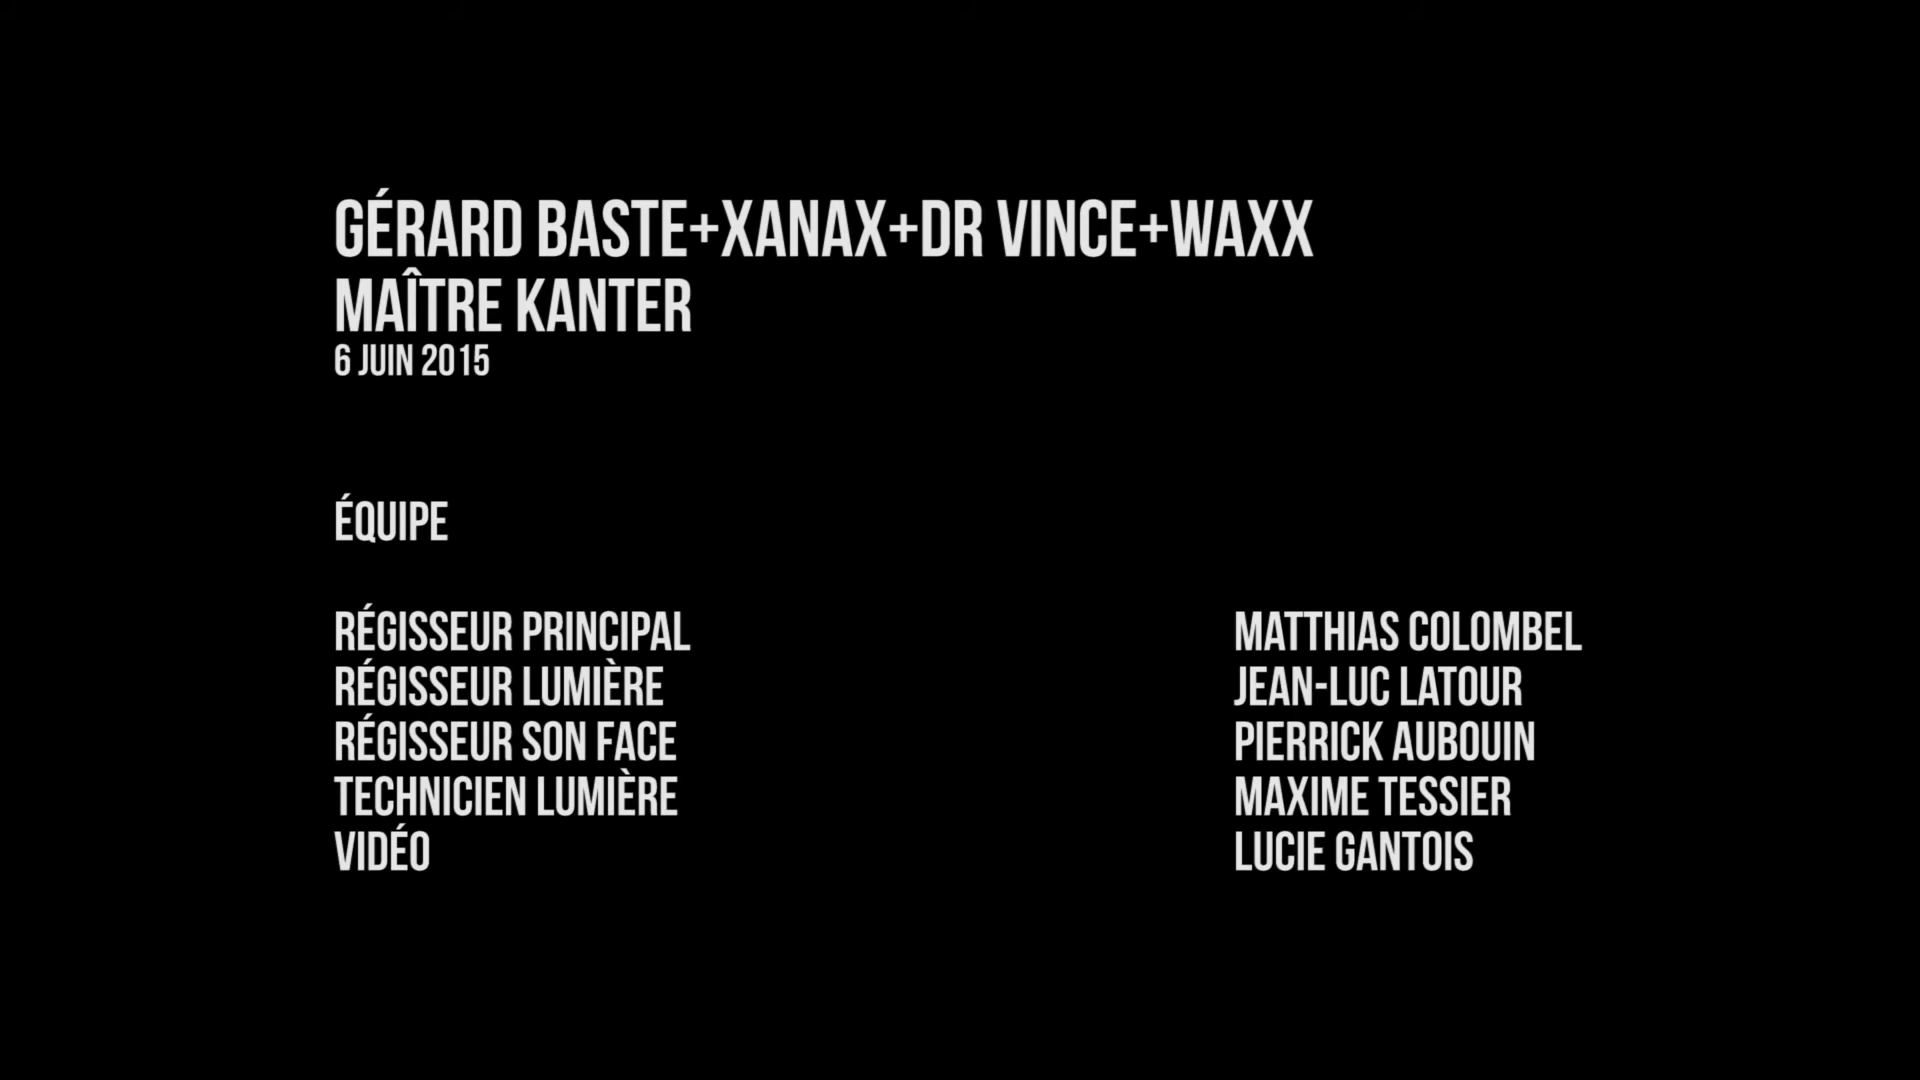 GÉRARD BASTE+XANAX+DR VINCE+WAXX
MAÎTRE KANTER
6 JUIN 2015
ÉQUIPE
RÉGISSEUR PRINCIPAL MATTHIAS COLOMBEL
RÉGISSEUR LUMIÈRE JEAN-LUC LATOUR
RÉGISSEUR SON FACE PIERRICK AUBOUIN
TECHNICIEN LUMIÈRE MAXIME TESSIER
VIDÉO LUCIE GANTOIS